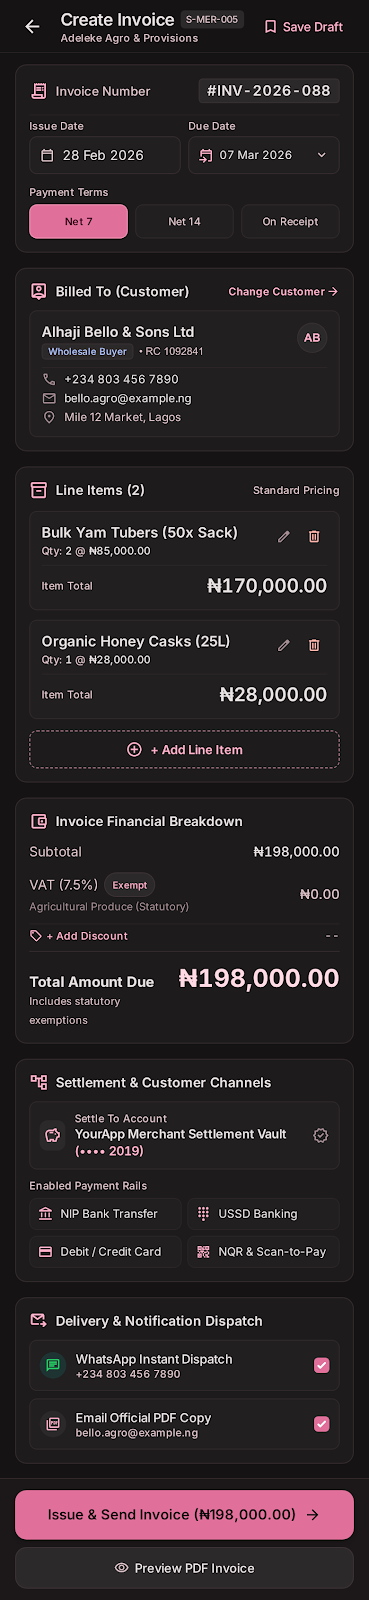 Create Invoice S-MER-005 Save Draft
Adeleke Agro & Provisions
Invoice Number #INV-2026-088
Issue Date Due Date
28 Feb 2026 07 Mar 2026
Payment Terms
Net 7 Net 14 On Receipt
Billed To (Customer) Change Customer →
Alhaji Bello & Sons Ltd AB
Wholesale Buyer • RC 1092841
+234 803 456 7890
bello.agro@example.ng
Mile 12 Market, Lagos
Line Items (2) Standard Pricing
Bulk Yam Tubers (50x Sack)
Qty: 2 @ ₦85,000.00
Item Total ₦170,000.00
Organic Honey Casks (25L)
Qty: 1 @ ₦28,000.00
Item Total ₦28,000.00
+ Add Line Item
Invoice Financial Breakdown
Subtotal ₦198,000.00
VAT (7.5%) Exempt ₦0.00
Agricultural Produce (Statutory)
+ Add Discount --
Total Amount Due ₦198,000.00
Includes statutory
exemptions
Settlement & Customer Channels
Settle To Account
YourApp Merchant Settlement Vault
(•••• 2019)
Enabled Payment Rails
NIP Bank Transfer USSD Banking
Debit / Credit Card NQR & Scan-to-Pay
Delivery & Notification Dispatch
WhatsApp Instant Dispatch
+234 803 456 7890
Email Official PDF Copy
bello.agro@example.ng
Issue & Send Invoice (₦198,000.00) →
Preview PDF Invoice